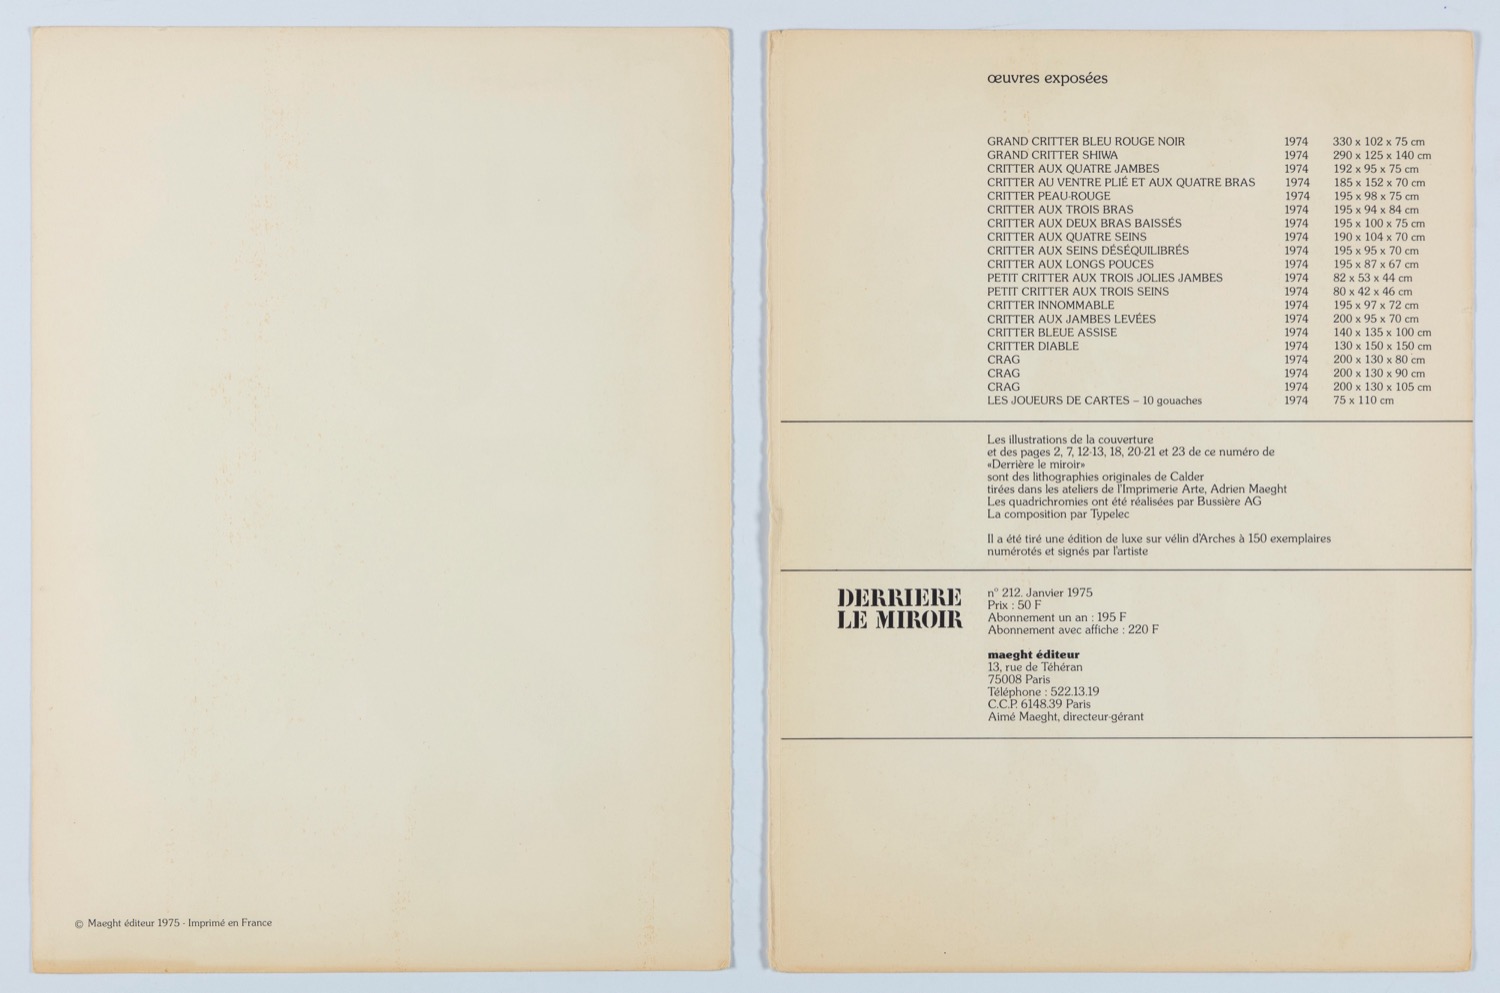 © Maeght éditeur 1975 - Imprimé en France
œuvres exposées
GRAND CRITTER BLEU ROUGE NOIR 1974 330 x 102 x 75 cm
GRAND CRITTER SHIWA 1974 290 x 125 x 140 cm
CRITTER AUX QUATRE JAMBES 1974 192 x 95 x 75 cm
CRITTER AU VENTRE PLIÉ ET AUX QUATRE BRAS 1974 185 x 152 x 70 cm
CRITTER PEAU-ROUGE 1974 195 x 98 x 75 cm
CRITTER AUX TROIS BRAS 1974 195 x 94 x 84 cm
CRITTER AUX DEUX BRAS BAISSÉS 1974 195 x 100 x 75 cm
CRITTER AUX QUATRE SEINS 1974 190 x 104 x 70 cm
CRITTER AUX SEINS DÉSÉQUILIBRÉS 1974 195 x 95 x 70 cm
CRITTER AUX LONGS POUCES 1974 195 x 87 x 67 cm
PETIT CRITTER AUX TROIS JOLIES JAMBES 1974 82 x 53 x 44 cm
PETIT CRITTER AUX TROIS SEINS 1974 80 x 42 x 46 cm
CRITTER INNOMMABLE 1974 195 x 97 x 72 cm
CRITTER AUX JAMBES LEVÉES 1974 200 x 95 x 70 cm
CRITTER BLEUE ASSISE 1974 140 x 135 x 100 cm
CRITTER DIABLE 1974 130 x 150 x 150 cm
CRAG 1974 200 x 130 x 80 cm
CRAG 1974 200 x 130 x 90 cm
CRAG 1974 200 x 130 x 105 cm
LES JOUEURS DE CARTES – 10 gouaches 1974 75 x 110 cm
Les illustrations de la couverture
et des pages 2, 7, 12-13, 18, 20-21 et 23 de ce numéro de
«Derrière le miroir»
sont des lithographies originales de Calder
tirées dans les ateliers de l'Imprimerie Arte, Adrien Maeght
Les quadrichromies ont été réalisées par Bussière AG
La composition par Typelec
Il a été tiré une édition de luxe sur vélin d'Arches à 150 exemplaires
numérotés et signés par l'artiste
DERRIERE
LE MIROIR
n° 212. Janvier 1975
Prix : 50 F
Abonnement un an : 195 F
Abonnement avec affiche : 220 F
maeght éditeur
13, rue de Téhéran
75008 Paris
Téléphone : 522.13.19
C.C.P. 6148.39 Paris
Aimé Maeght, directeur-gérant